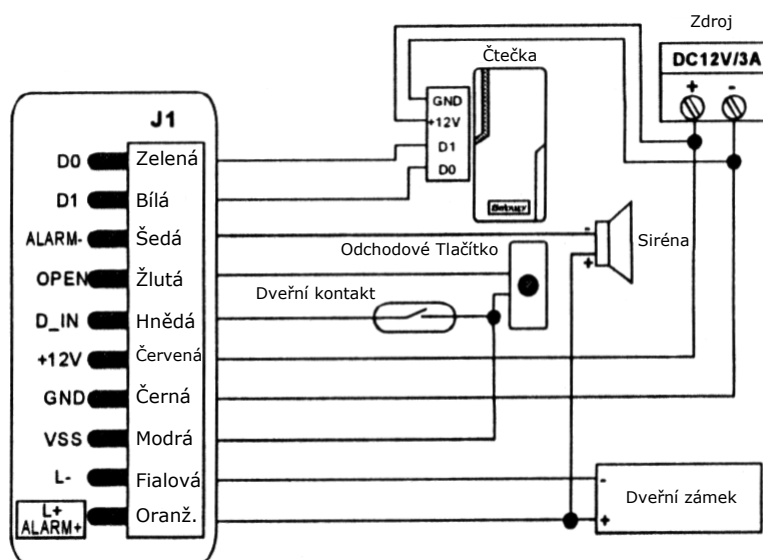 Zdroj
DC12V/3A
+ -
Čtečka
GND
+12V
D1
D0
J1
D0 Zelená
D1 Bílá
ALARM- Šedá
OPEN Žlutá
D_IN Hnědá
+12V Červená
GND Černá
VSS Modrá
L- Fialová
L+
ALARM+ Oranž.
Odchodové Tlačítko
Dveřní kontakt
-
+
Siréna
-
+
Dveřní zámek